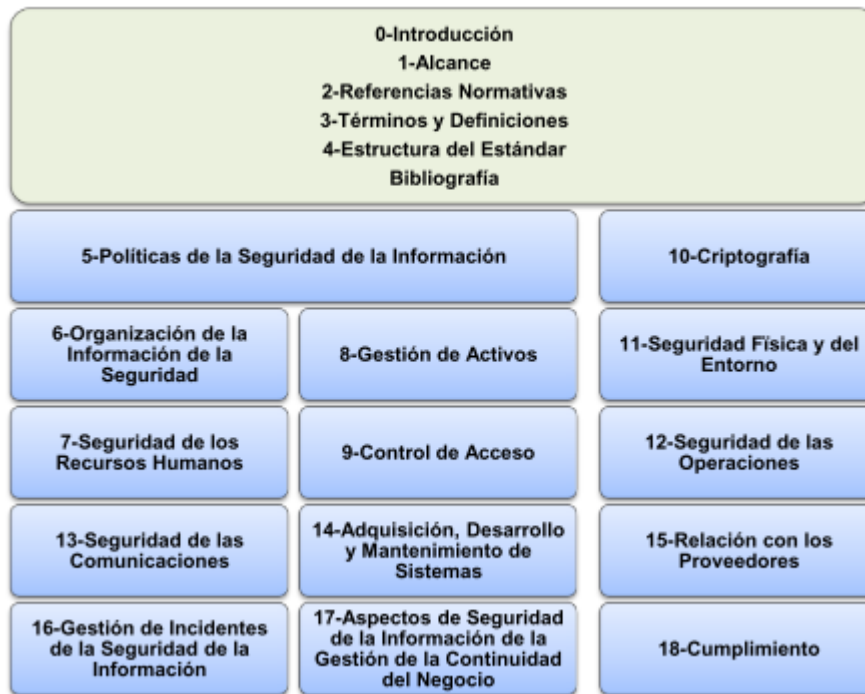 0-Introducción
1-Alcance
2-Referencias Normativas
3-Términos y Definiciones
4-Estructura del Estándar
Bibliografía
5-Políticas de la Seguridad de la Información
10-Criptografía
6-Organización de la
Información de la
Seguridad
8-Gestión de Activos
11-Seguridad Física y del
Entorno
7-Seguridad de los
Recursos Humanos
9-Control de Acceso
12-Seguridad de las
Operaciones
13-Seguridad de las
Comunicaciones
14-Adquisición, Desarrollo
y Mantenimiento de
Sistemas
15-Relación con los
Proveedores
16-Gestión de Incidentes
de la Seguridad de la
Información
17-Aspectos de Seguridad
de la Información de la
Gestión de la Continuidad
del Negocio
18-Cumplimiento